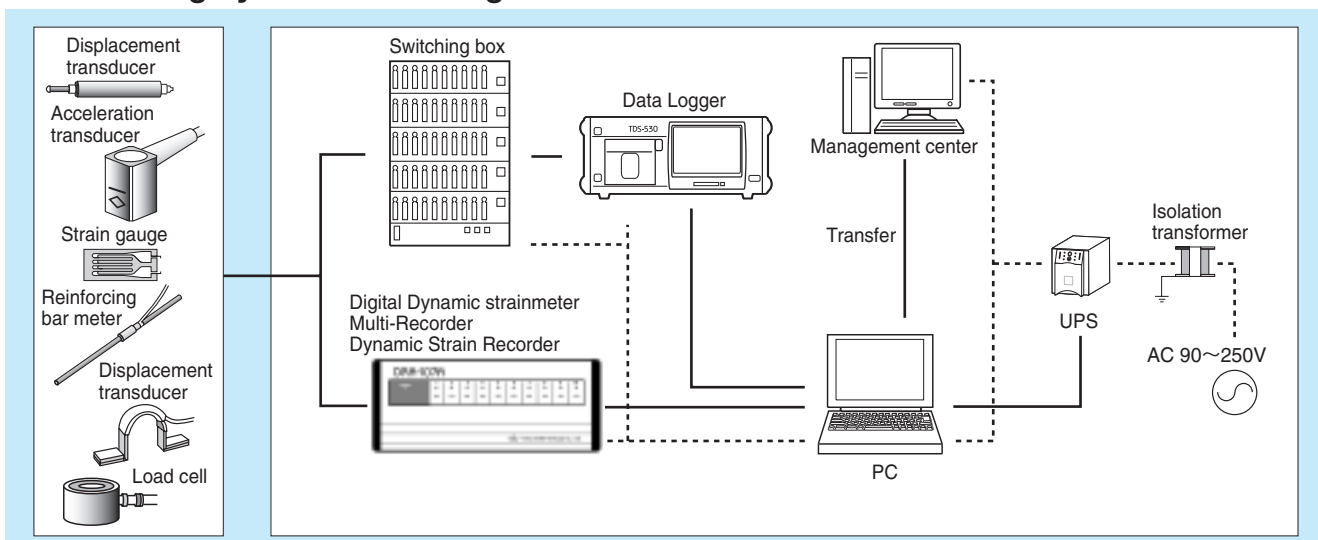 Displacement
transducer
Acceleration
transducer
Strain gauge
Reinforcing
bar meter
Displacement
transducer
Load cell
Switching box
Data Logger
TDS-530
Management center
Transfer
Isolation
transformer
UPS
AC 90～250V
Digital Dynamic strainmeter
Multi-Recorder
Dynamic Strain Recorder
PC